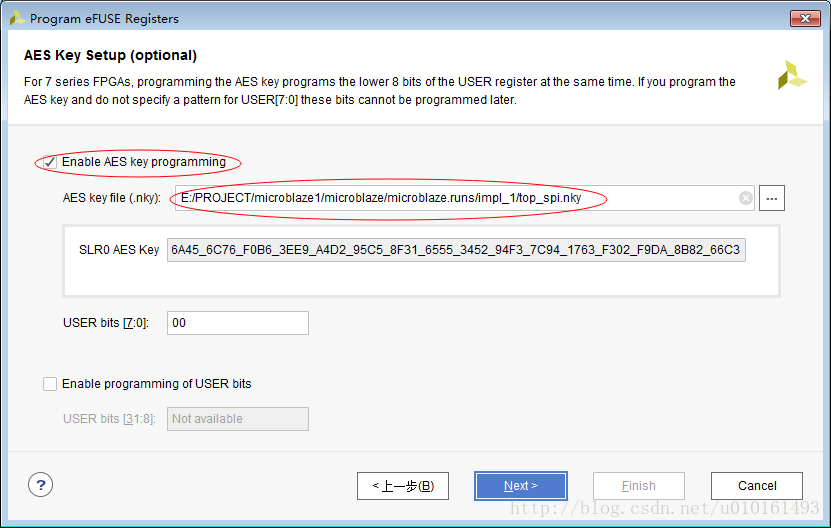 Program eFUSE Registers
AES Key Setup (optional)
For 7 series FPGAs, programming the AES key programs the lower 8 bits of the USER register at the same time. If you program the
AES key and do not specify a pattern for USER[7:0] these bits cannot be programmed later.
Enable AES key programming
AES key file (.nky): E:/PROJECT/microblaze1/microblaze/microblaze.runs/impl_1/top_spi.nky ...
SLR0 AES Key 6A45_6C76_F0B6_3EE9_A4D2_95C5_8F31_6555_3452_94F3_7C94_1763_F302_F9DA_8B82_66C3
USER bits [7:0]: 00
Enable programming of USER bits
USER bits [31:8]: Not available
? < 上一步(B) Next > Finish Cancel
http://blog.csdn.net/u010161493